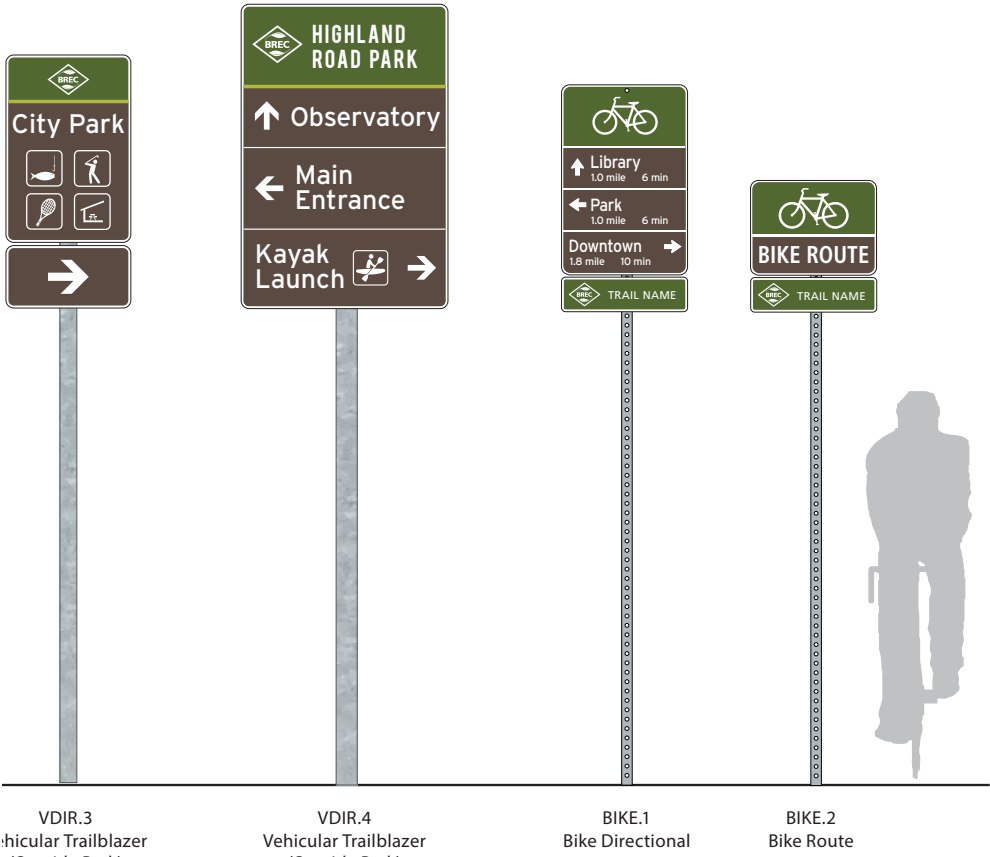 BREC
City Park
BREC
HIGHLAND
ROAD PARK
Observatory
Main
Entrance
Kayak
Launch
Library
1.0 mile 6 min
Park
1.0 mile 6 min
Downtown
1.8 mile 10 min
BREC TRAIL NAME
BIKE ROUTE
BREC TRAIL NAME
VDIR.3
Trailblazer
VDIR.4
Vehicular Trailblazer
BIKE.1
Bike Directional
BIKE.2
Bike Route